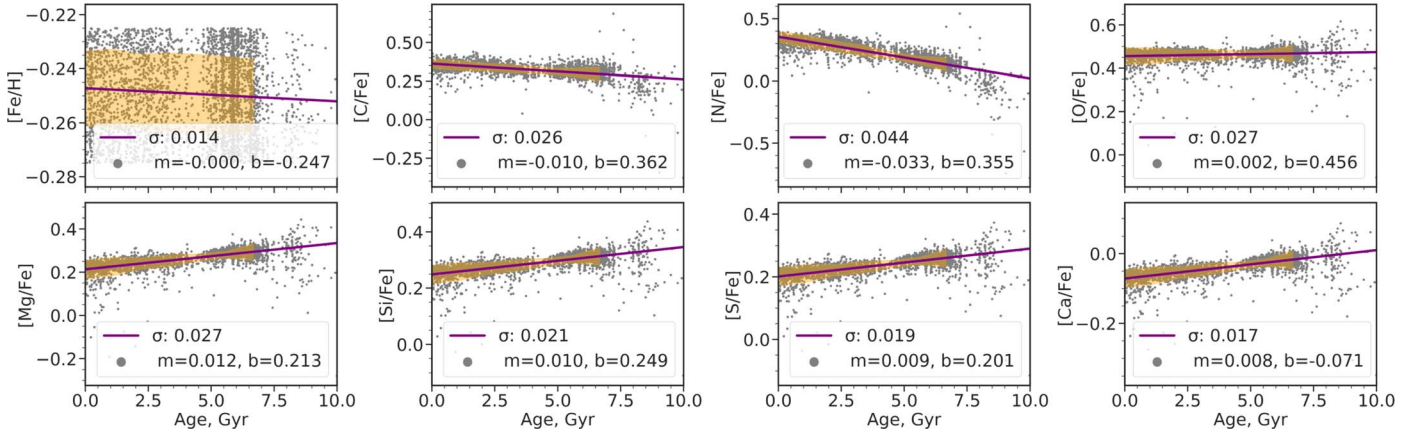 −0.22
−0.24
−0.26
−0.28
[Fe/H]
σ: 0.014
m=-0.000, b=-0.247
0.50
0.25
0.00
−0.25
[C/Fe]
σ: 0.026
m=-0.010, b=0.362
0.5
0.0
−0.5
[N/Fe]
σ: 0.044
m=-0.033, b=0.355
0.6
0.4
0.2
0.0
[O/Fe]
σ: 0.027
m=0.002, b=0.456
0.4
0.2
0.0
−0.2
[Mg/Fe]
σ: 0.027
m=0.012, b=0.213
0.0 2.5 5.0 7.5 10.0
Age, Gyr
0.4
0.2
0.0
[Si/Fe]
σ: 0.021
m=0.010, b=0.249
0.0 2.5 5.0 7.5 10.0
Age, Gyr
0.4
0.2
0.0
[S/Fe]
σ: 0.019
m=0.009, b=0.201
0.0 2.5 5.0 7.5 10.0
Age, Gyr
0.0
−0.2
[Ca/Fe]
σ: 0.017
m=0.008, b=-0.071
0.0 2.5 5.0 7.5 10.0
Age, Gyr